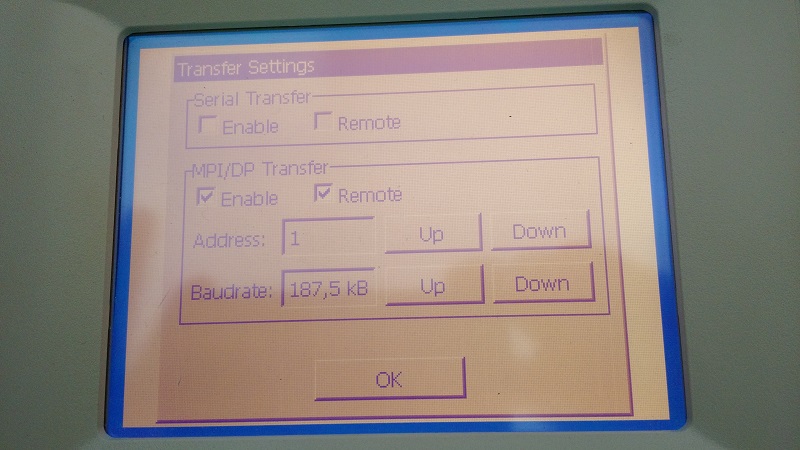 Transfer Settings
Serial Transfer
Enable Remote
MPI/DP Transfer
Enable Remote
Address: 1 Up Down
Baudrate: 187,5 kB Up Down
OK